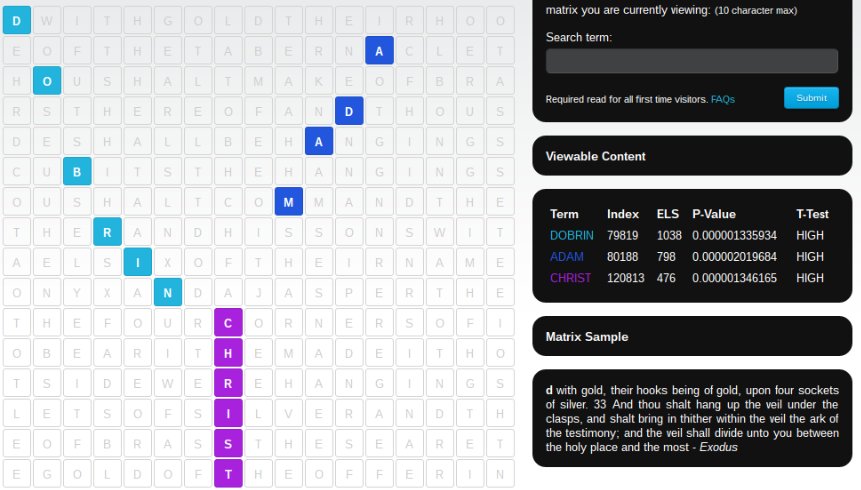 D W I T H G O L D T H E I R H O O
E O F T H E T A B E R N A C L E T
H O U S H A L T M A K E O F B R A
R S T H E R E O F A N D T H O U S
D E S H A L L B E H A N G I N G S
C U B I T S T H E H A N G I N G S
O U S H A L T C O M M A N D T H E
T H E R A N D H I S S O N S W I T
A E L S I X O F T H E I R N A M E
O N Y X A N D A J A S P E R T H E
T H E F O U R C O R N E R S O F I
O B E A R I T H E M A D E I T H O
T S I D E W E R E H A N G I N G S
L E T S O F S I L V E R A N D T H
E O F B R A S S T H E S E A R E T
E G O L D O F T H E O F F E R I N
matrix you are currently viewing: (10 character max)
Search term:
Required read for all first time visitors. FAQs Submit
Viewable Content
Term Index ELS P-Value T-Test
DOBRIN 79819 1038 0.000001335934 HIGH
ADAM 80188 798 0.000002019684 HIGH
CHRIST 120813 476 0.000001346165 HIGH
Matrix Sample
d with gold, their hooks being of gold, upon four sockets
of silver. 33 And thou shalt hang up the veil under the
clasps, and shalt bring in thither within the veil the ark of
the testimony; and the veil shall divide unto you between
the holy place and the most - Exodus